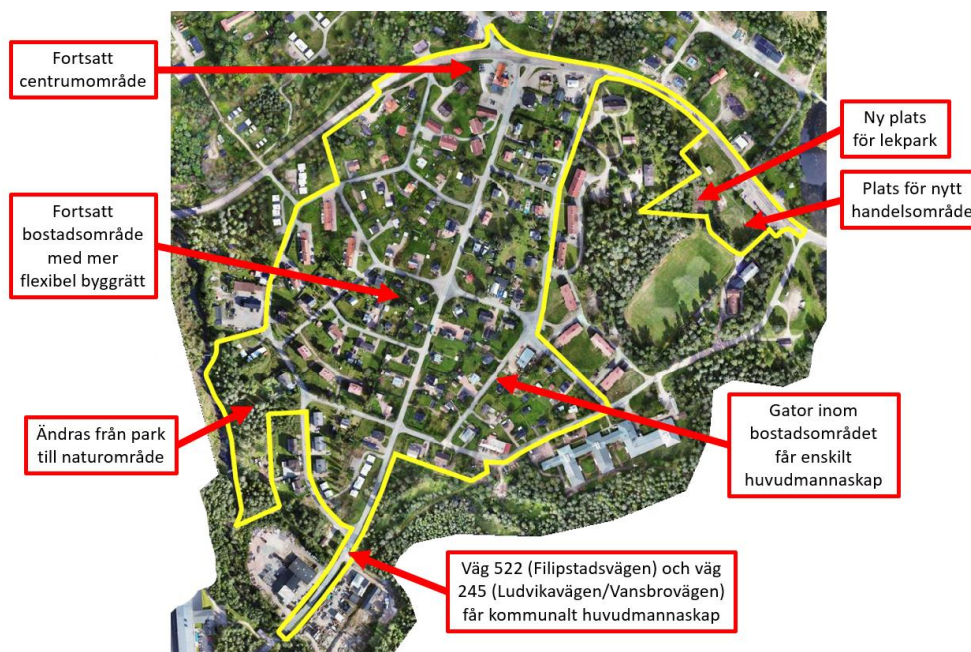 Fortsatt
centrumområde
Ny plats
för lekpark
Plats för nytt
handelsområde
Fortsatt
bostadsområde
med mer
flexibel byggrätt
Ändras från park
till naturområde
Gator inom
bostadsområdet
får enskilt
huvudmannaskap
Väg 522 (Filipstadsvägen) och väg
245 (Ludvikavägen/Vansbrovägen)
får kommunalt huvudmannaskap